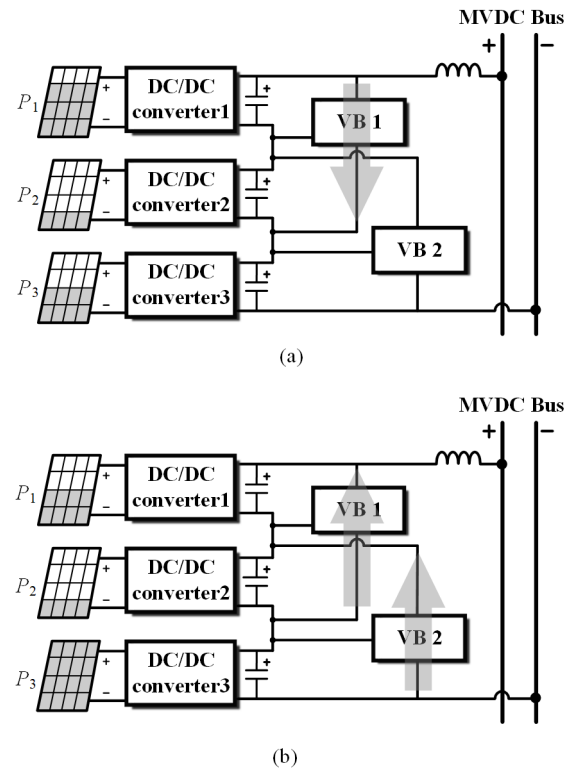 MVDC Bus
+ −
P1
+
−
DC/DC
converter1
+
VB 1
P2
+
−
DC/DC
converter2
+
VB 2
P3
+
−
DC/DC
converter3
+
(a)
MVDC Bus
+ −
P1
+
−
DC/DC
converter1
+
VB 1
P2
+
−
DC/DC
converter2
+
VB 2
P3
+
−
DC/DC
converter3
+
(b)